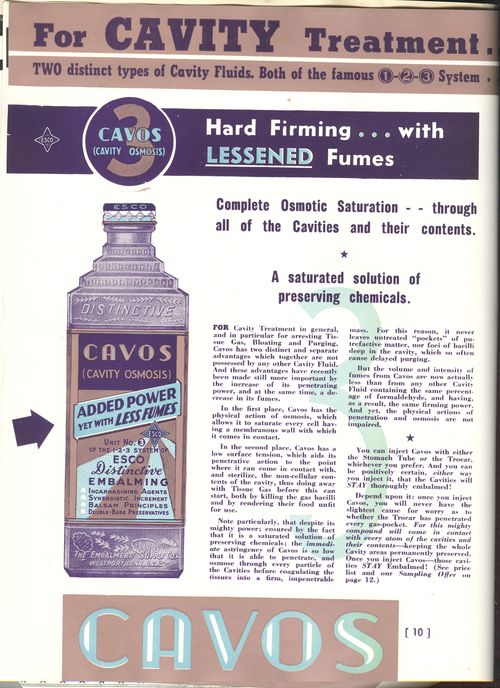 For CAVITY Treatment.
TWO distinct types of Cavity Fluids. Both of the famous ①-②-③ System .
ESCO
3
CAVOS
(CAVITY OSMOSIS)
Hard Firming ... with
LESSENED Fumes
Complete Osmotic Saturation -- through
all of the Cavities and their contents.
A saturated solution of
preserving chemicals.
ESCO
DISTINCTIVE
CAVOS
(CAVITY OSMOSIS)
ADDED POWER
YET WITH LESS FUMES
ESCO
UNIT NO. 3
OF THE 1-2-3 SYSTEM OF
ESCO
Distinctive
EMBALMING
INCARNADINING AGENTS
SYNERGETIC INCREMENT
BALSAM PRINCIPLES
DOUBLE-BASE PRESERVATIVES
THE EMBALMERS' SUPPLY CO.
WESTPORT, CONN. U.S.A.
3
FOR Cavity Treatment in general,
and in particular for arresting Tis-
sue Gas, Bloating and Purging,
Cavos has two distinct and separate
advantages which together are not
possessed by any other Cavity Fluid.
And these advantages have recently
been made still more important by
the increase of its penetrating
power, and at the same time, a de-
crease in its fumes.
In the first place, Cavos has the
physical action of osmosis, which
allows it to saturate every cell hav-
ing a membranous wall with which
it comes in contact.
In the second place, Cavos has a
low surface tension, which aids its
penetrative action to the point
where it can come in contact with,
and sterilize, the non-cellular con-
tents of the cavity, thus doing away
with Tissue Gas before this can
start, both by killing the gas bacilli
and by rendering their food unfit
for use.
Note particularly, that despite its
mighty power; ensured by the fact
that it is a saturated solution of
preserving chemicals; the immedi-
ate astringency of Cavos is so low
that it is able to penetrate, and
osmose through every particle of
the Cavities before coagulating the
tissues into a firm, impenetrable
mass. For this reason, it never
leaves untreated "pockets" of pu-
trefactive matter, nor foci of bacilli
deep in the cavity, which so often
cause delayed purging.
But the volume and intensity of
fumes from Cavos are now actual-
less than from any other Cavity
Fluid containing the same percent-
age of formaldehyde, and having,
as a result, the same firming power.
And yet, the physical actions of
penetration and osmosis are not
impaired.
You can inject Cavos with either
the Stomach Tube or the Trocar,
whichever you prefer. And you can
be positively certain, either way
you inject it, that the Cavities will
STAY thoroughly embalmed!
Depend upon it: once you inject
Cavos, you will never have the
slightest cause for worry as to
whether the Trocar has penetrated
every gas-pocket. For this mighty
compound will come in contact
with every atom of the cavities and
their contents—keeping the whole
Cavity areas permanently preserved.
Once you inject Cavos—those cavi-
ties STAY Embalmed! (See price
list and our Sampling Offer on
page 12.)
CAVOS
[ 10 ]